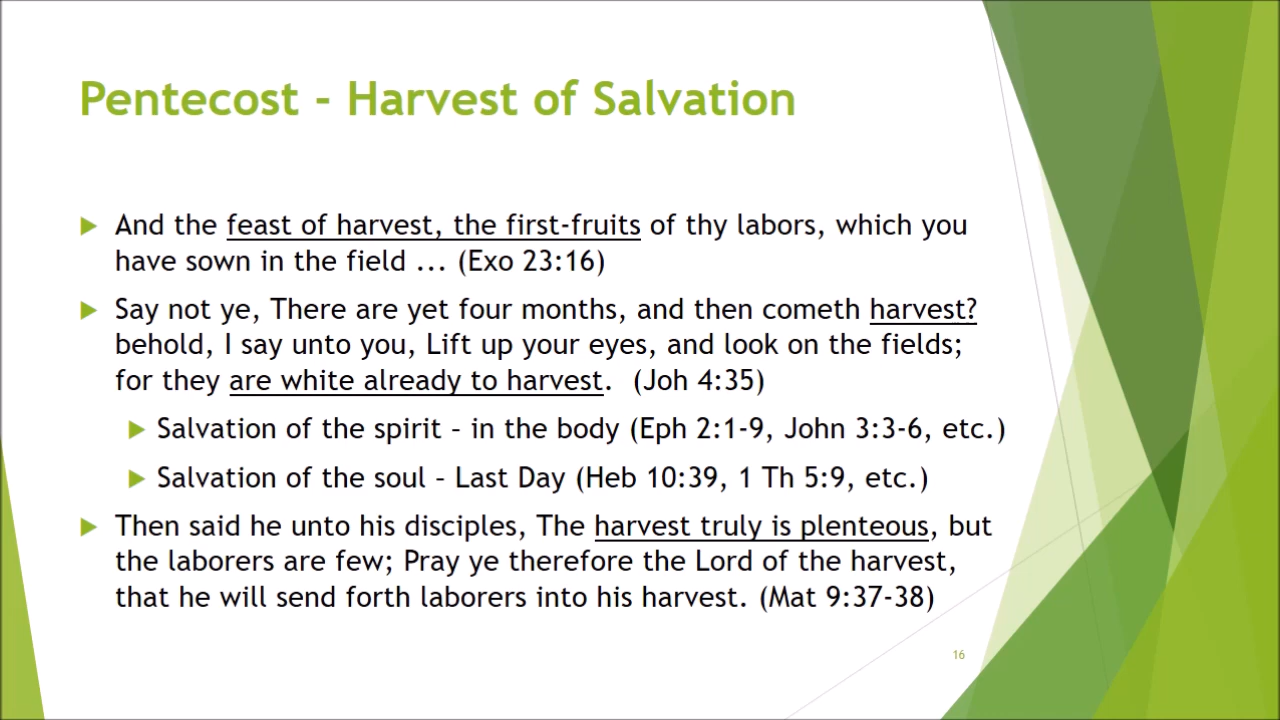 Pentecost - Harvest of Salvation
And the feast of harvest, the first-fruits of thy labors, which you
have sown in the field ... (Exo 23:16)
Say not ye, There are yet four months, and then cometh harvest?
behold, I say unto you, Lift up your eyes, and look on the fields;
for they are white already to harvest. (Joh 4:35)
Salvation of the spirit – in the body (Eph 2:1-9, John 3:3-6, etc.)
Salvation of the soul – Last Day (Heb 10:39, 1 Th 5:9, etc.)
Then said he unto his disciples, The harvest truly is plenteous, but
the laborers are few; Pray ye therefore the Lord of the harvest,
that he will send forth laborers into his harvest. (Mat 9:37-38)
16